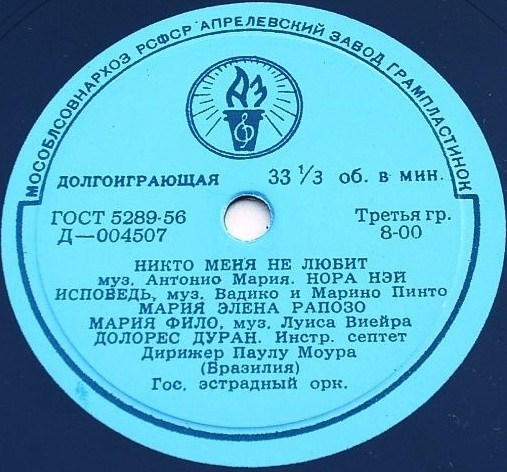 МОСОБЛСОВНАРХОЗ РСФСР АПРЕЛЕВСКИЙ ЗАВОД ГРАМПЛАСТИНОК
АЗ
ДОЛГОИГРАЮЩАЯ 33 1/3 об. в мин.
ГОСТ 5289-56 Третья гр.
Д—004507 8-00
НИКТО МЕНЯ НЕ ЛЮБИТ
муз. Антонио Мария. НОРА НЭЙ
ИСПОВЕДЬ, муз. Вадико и Марино Пинто
МАРИЯ ЭЛЕНА РАПОЗО
МАРИЯ ФИЛО, муз. Луиса Виейра
ДОЛОРЕС ДУРАН. Инстр. септет
Дирижер Паулу Моура
(Бразилия)
Гос. эстрадный орк.